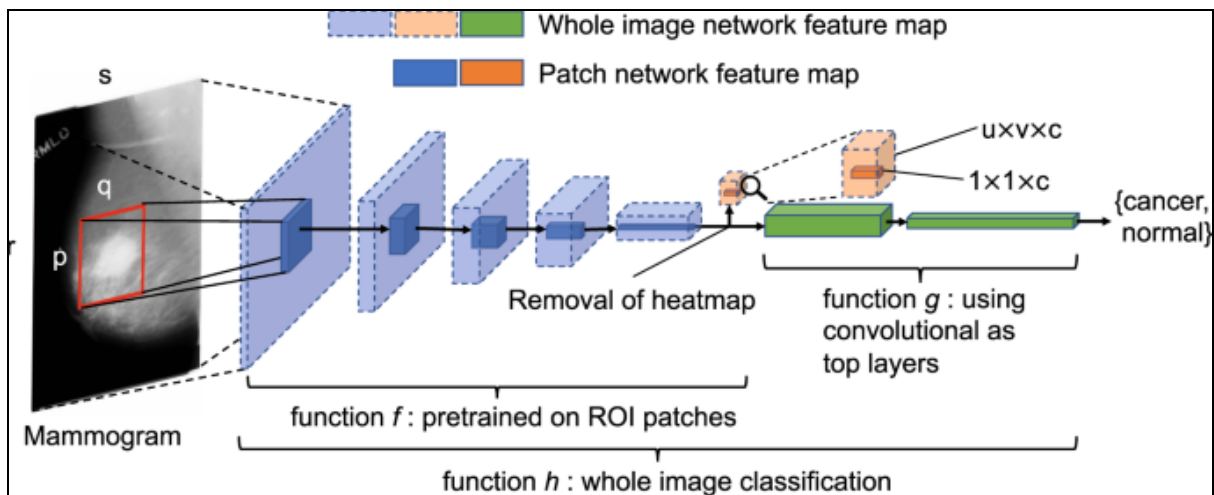 Whole image network feature map
Patch network feature map
s
RMLO
q
r
p
u×v×c
1×1×c
{cancer,
normal}
Removal of heatmap
function g : using
convolutional as
top layers
function f : pretrained on ROI patches
Mammogram
function h : whole image classification